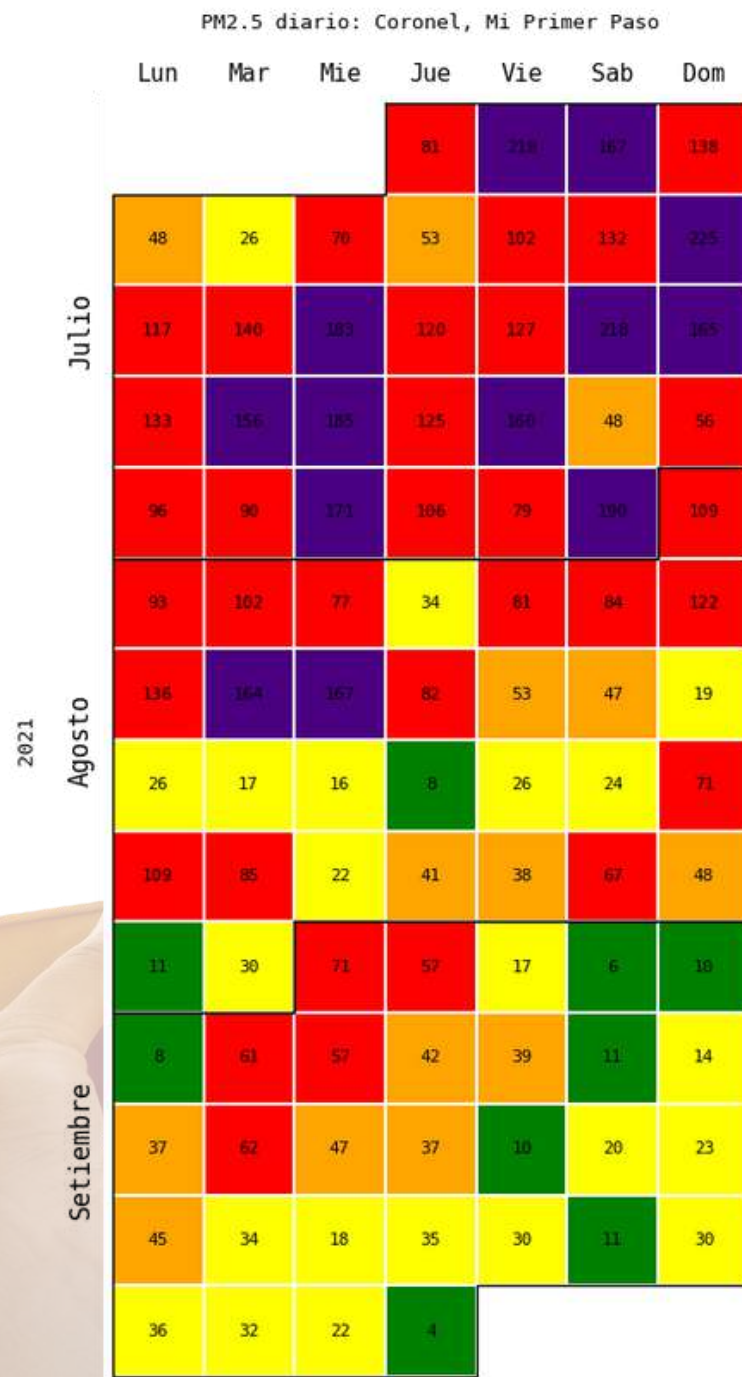 PM2.5 diario: Coronel, Mi Primer Paso
Lun Mar Mie Jue Vie Sab Dom
81 138
48 26 70 53 102 132 225
Julio
117 140 183 120 127 218 165
133 156 185 125 160 48 56
96 90 171 106 79 190 109
93 102 77 34 81 84 122
2021
Agosto
136 164 167 82 53 47 19
26 17 16 8 26 24 71
109 85 22 41 38 67 48
11 30 71 57 17 6 10
8 61 57 42 39 11 14
Setiembre
37 62 47 37 10 20 23
45 34 18 35 30 11 30
36 32 22 4